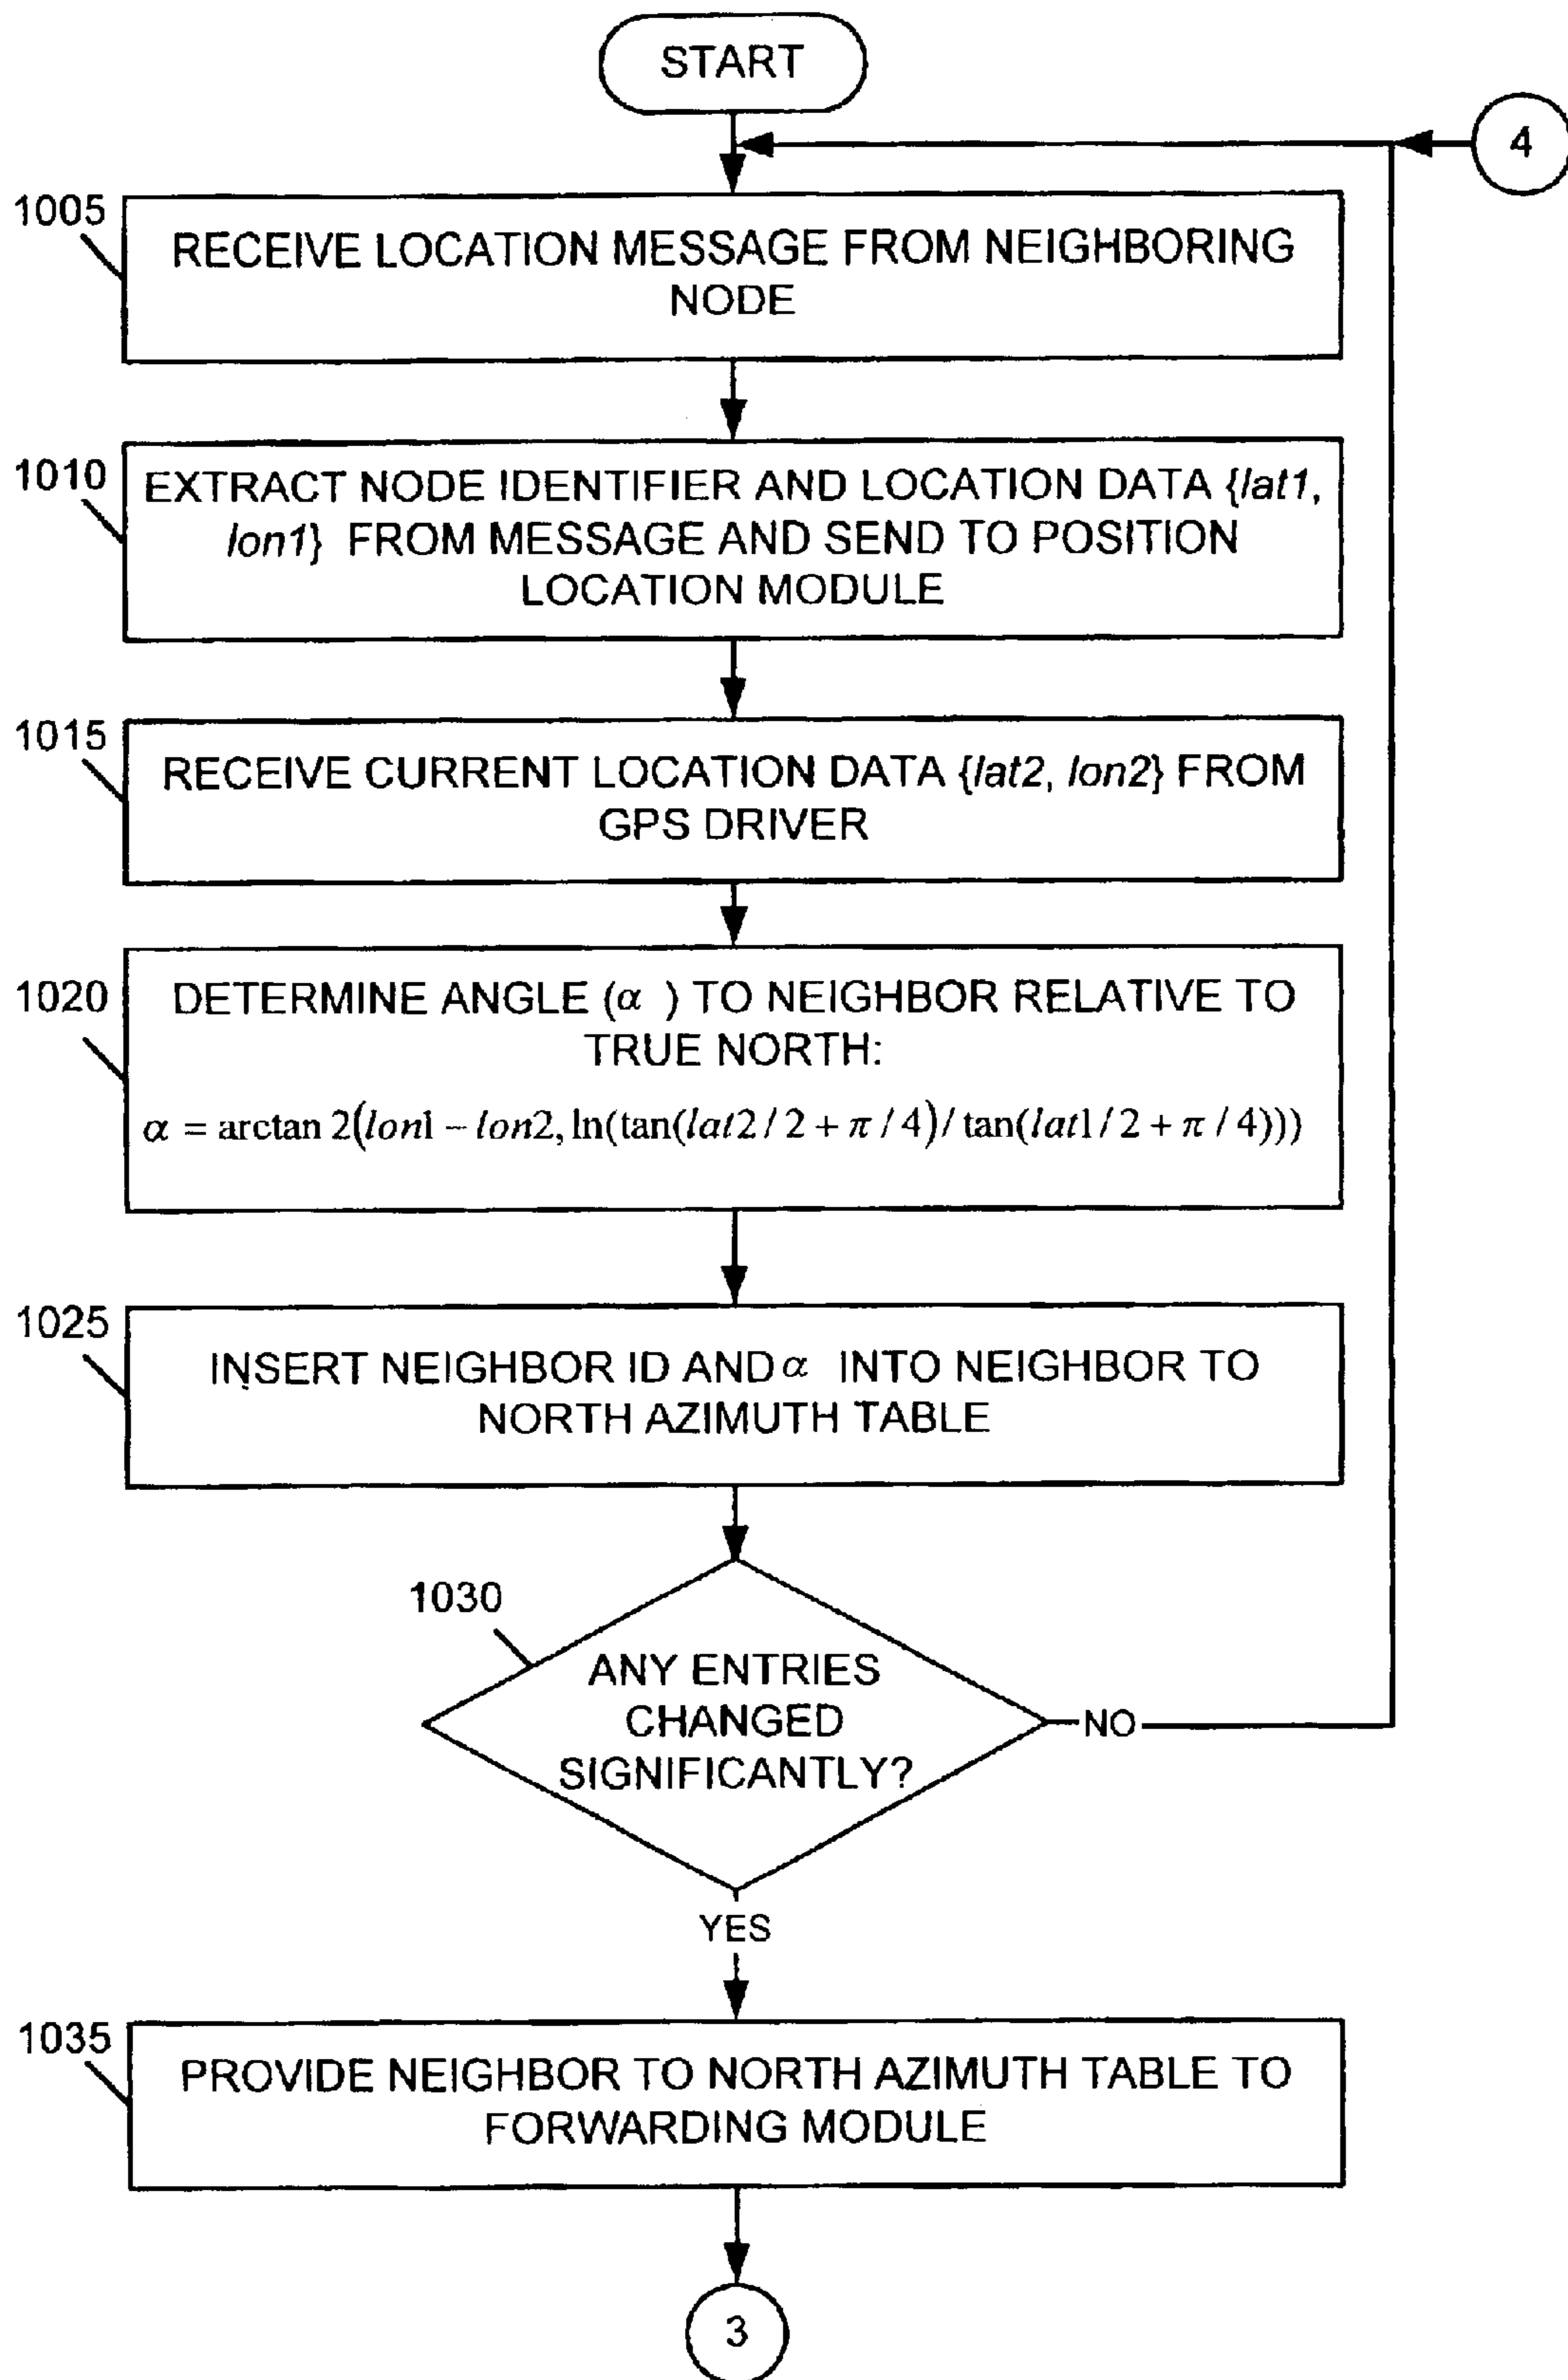 START
4
1005
RECEIVE LOCATION MESSAGE FROM NEIGHBORING
NODE
1010
EXTRACT NODE IDENTIFIER AND LOCATION DATA {lat1,
lon1} FROM MESSAGE AND SEND TO POSITION
LOCATION MODULE
1015
RECEIVE CURRENT LOCATION DATA {lat2, lon2} FROM
GPS DRIVER
1020
DETERMINE ANGLE (α ) TO NEIGHBOR RELATIVE TO
TRUE NORTH:
α = arctan 2(lon1 − lon2, ln(tan(lat2 / 2 + π / 4) / tan(lat1 / 2 + π / 4)))
1025
INSERT NEIGHBOR ID AND α INTO NEIGHBOR TO
NORTH AZIMUTH TABLE
1030
ANY ENTRIES
CHANGED
SIGNIFICANTLY?
NO
YES
1035
PROVIDE NEIGHBOR TO NORTH AZIMUTH TABLE TO
FORWARDING MODULE
3